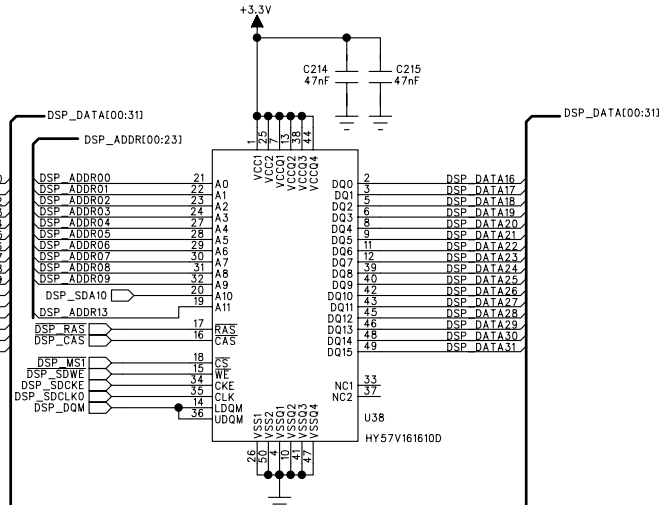 +3.3V
C214
47nF
C215
47nF
DSP_DATA[00:31]
DSP_DATA[00:31]
DSP_ADDR[00:23]
1
25
7
13
38
44
VCC1
VCC2
VCCQ1
VCCQ2
VCCQ3
VCCQ4
DSP_ADDR00 21 A0
DSP_ADDR01 22 A1
DSP_ADDR02 23 A2
DSP_ADDR03 24 A3
DSP_ADDR04 27 A4
DSP_ADDR05 28 A5
DSP_ADDR06 29 A6
DSP_ADDR07 30 A7
DSP_ADDR08 31 A8
DSP_ADDR09 32 A9
DSP_SDA10 20 A10
DSP_ADDR13 19 A11
DSP_RAS 17 RAS
DSP_CAS 16 CAS
DSP_MS1 18 CS
DSP_SDWE 15 WE
DSP_SDCKE 34 CKE
DSP_SDCLK0 35 CLK
DSP_DQM 14 LDQM
36 UDQM
DQ0 2 DSP_DATA16
DQ1 3 DSP_DATA17
DQ2 5 DSP_DATA18
DQ3 6 DSP_DATA19
DQ4 8 DSP_DATA20
DQ5 9 DSP_DATA21
DQ6 11 DSP_DATA22
DQ7 12 DSP_DATA23
DQ8 39 DSP_DATA24
DQ9 40 DSP_DATA25
DQ10 42 DSP_DATA26
DQ11 43 DSP_DATA27
DQ12 45 DSP_DATA28
DQ13 46 DSP_DATA29
DQ14 48 DSP_DATA30
DQ15 49 DSP_DATA31
NC1 33
NC2 37
VSS1
VSS2
VSSQ1
VSSQ2
VSSQ3
VSSQ4
26
50
4
10
41
47
U38
HY57V161610D